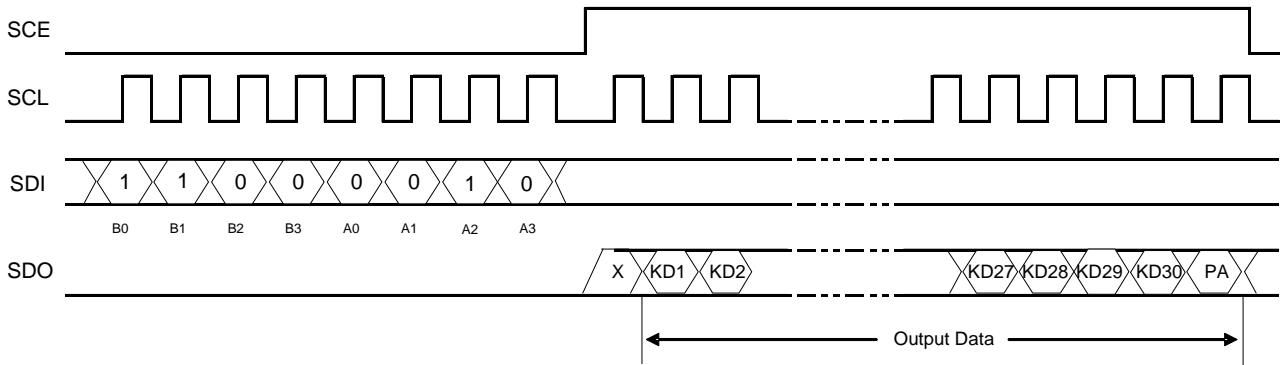 SCE
SCL
SDI 1 1 0 0 0 0 1 0
B0 B1 B2 B3 A0 A1 A2 A3
SDO X KD1 KD2 KD27 KD28 KD29 KD30 PA
Output Data